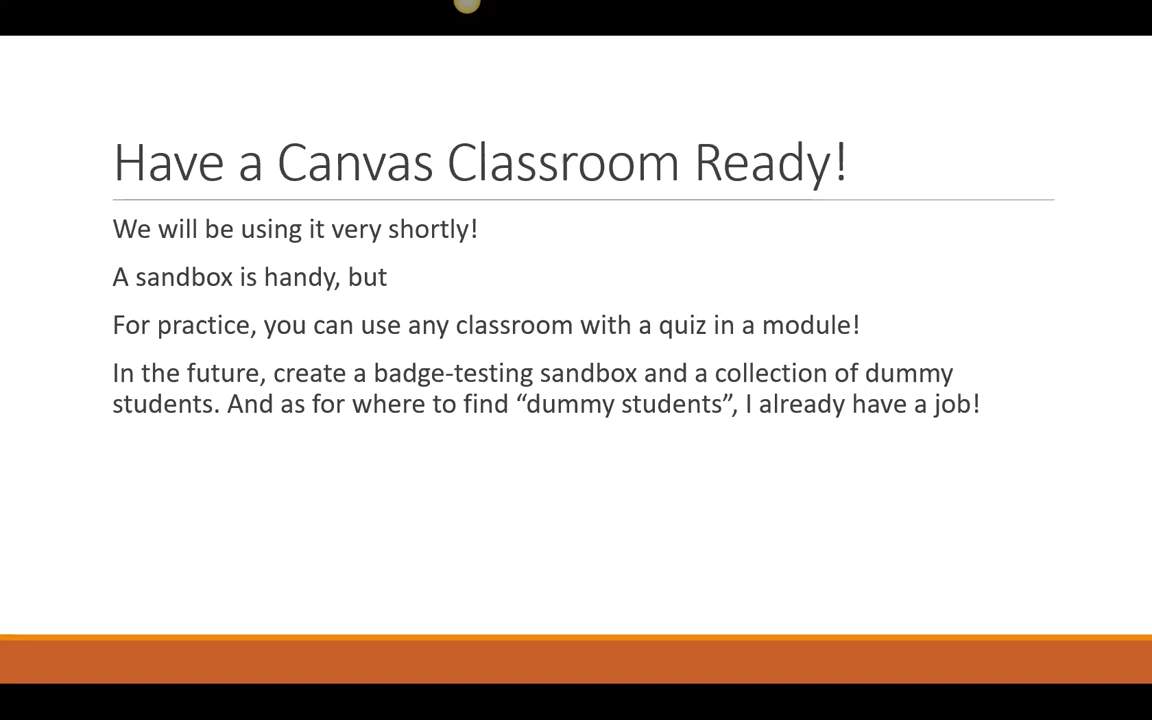 Have a Canvas Classroom Ready!
We will be using it very shortly!
A sandbox is handy, but
For practice, you can use any classroom with a quiz in a module!
In the future, create a badge-testing sandbox and a collection of dummy
students. And as for where to find “dummy students”, I already have a job!